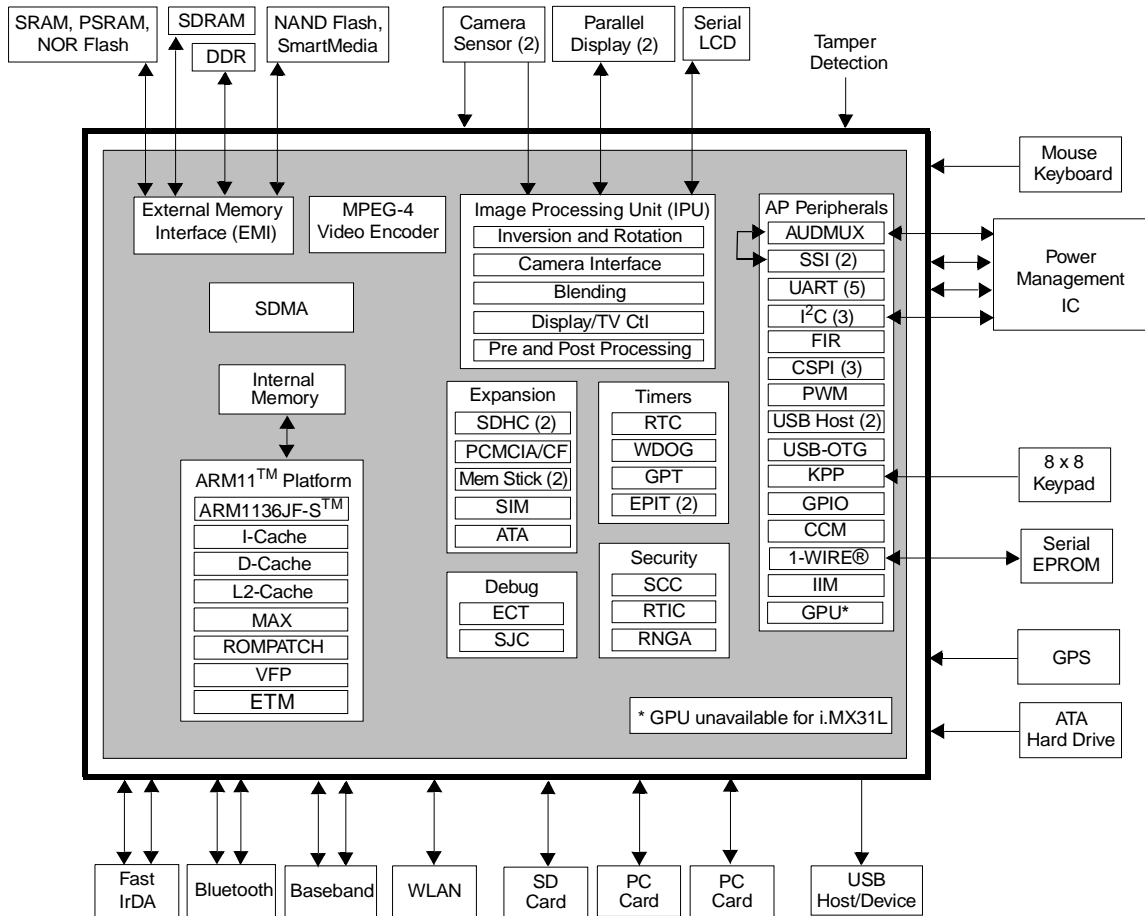 SRAM, PSRAM,
NOR Flash
SDRAM
DDR
NAND Flash,
SmartMedia
Camera
Sensor (2)
Parallel
Display (2)
Serial
LCD
Tamper
Detection
External Memory
Interface (EMI)
MPEG-4
Video Encoder
Image Processing Unit (IPU)
Inversion and Rotation
Camera Interface
Blending
Display/TV Ctl
Pre and Post Processing
AP Peripherals
AUDMUX
SSI (2)
UART (5)
I²C (3)
FIR
CSPI (3)
PWM
USB Host (2)
USB-OTG
KPP
GPIO
CCM
1-WIRE®
IIM
GPU*
Mouse
Keyboard
Power
Management
IC
8 x 8
Keypad
Serial
EPROM
GPS
ATA
Hard Drive
SDMA
Internal
Memory
ARM11™ Platform
ARM1136JF-S™
I-Cache
D-Cache
L2-Cache
MAX
ROMPATCH
VFP
ETM
Expansion
SDHC (2)
PCMCIA/CF
Mem Stick (2)
SIM
ATA
Timers
RTC
WDOG
GPT
EPIT (2)
Debug
ECT
SJC
Security
SCC
RTIC
RNGA
* GPU unavailable for i.MX31L
Fast
IrDA
Bluetooth
Baseband
WLAN
SD
Card
PC
Card
PC
Card
USB
Host/Device